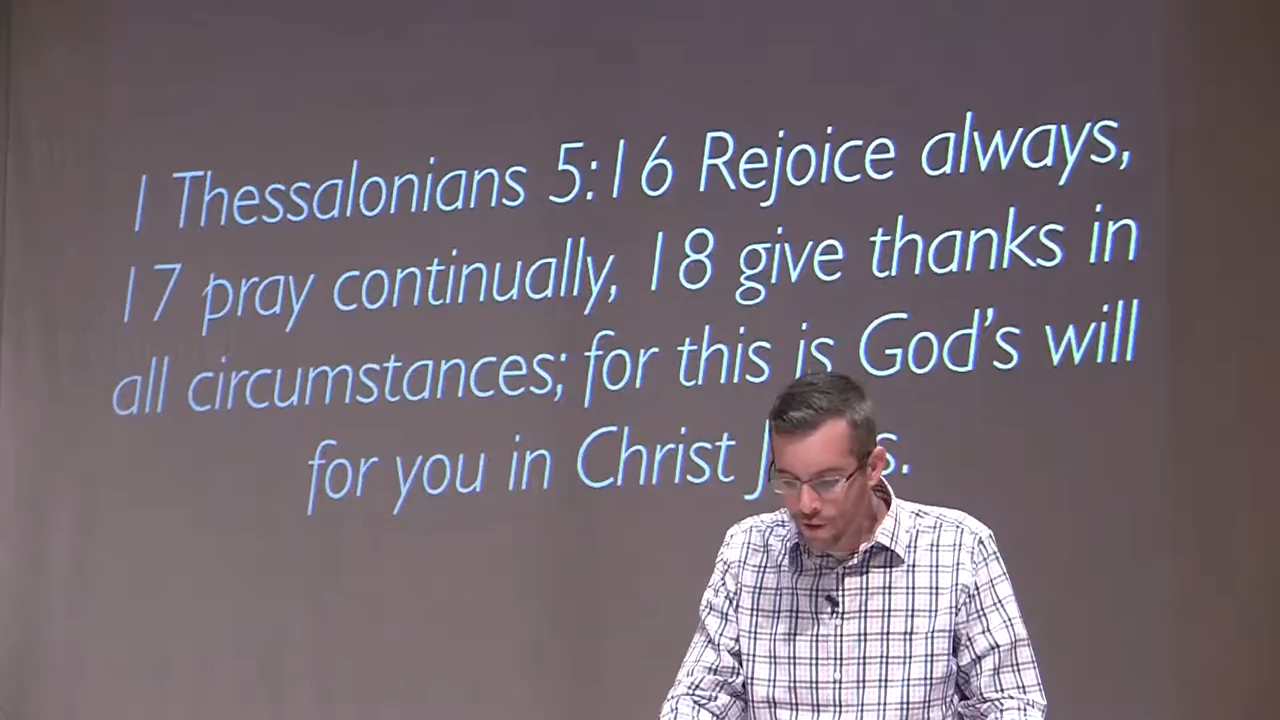 1 Thessalonians 5:16 Rejoice always,
17 pray continually, 18 give thanks in
all circumstances; for this is God's will
for you in Christ